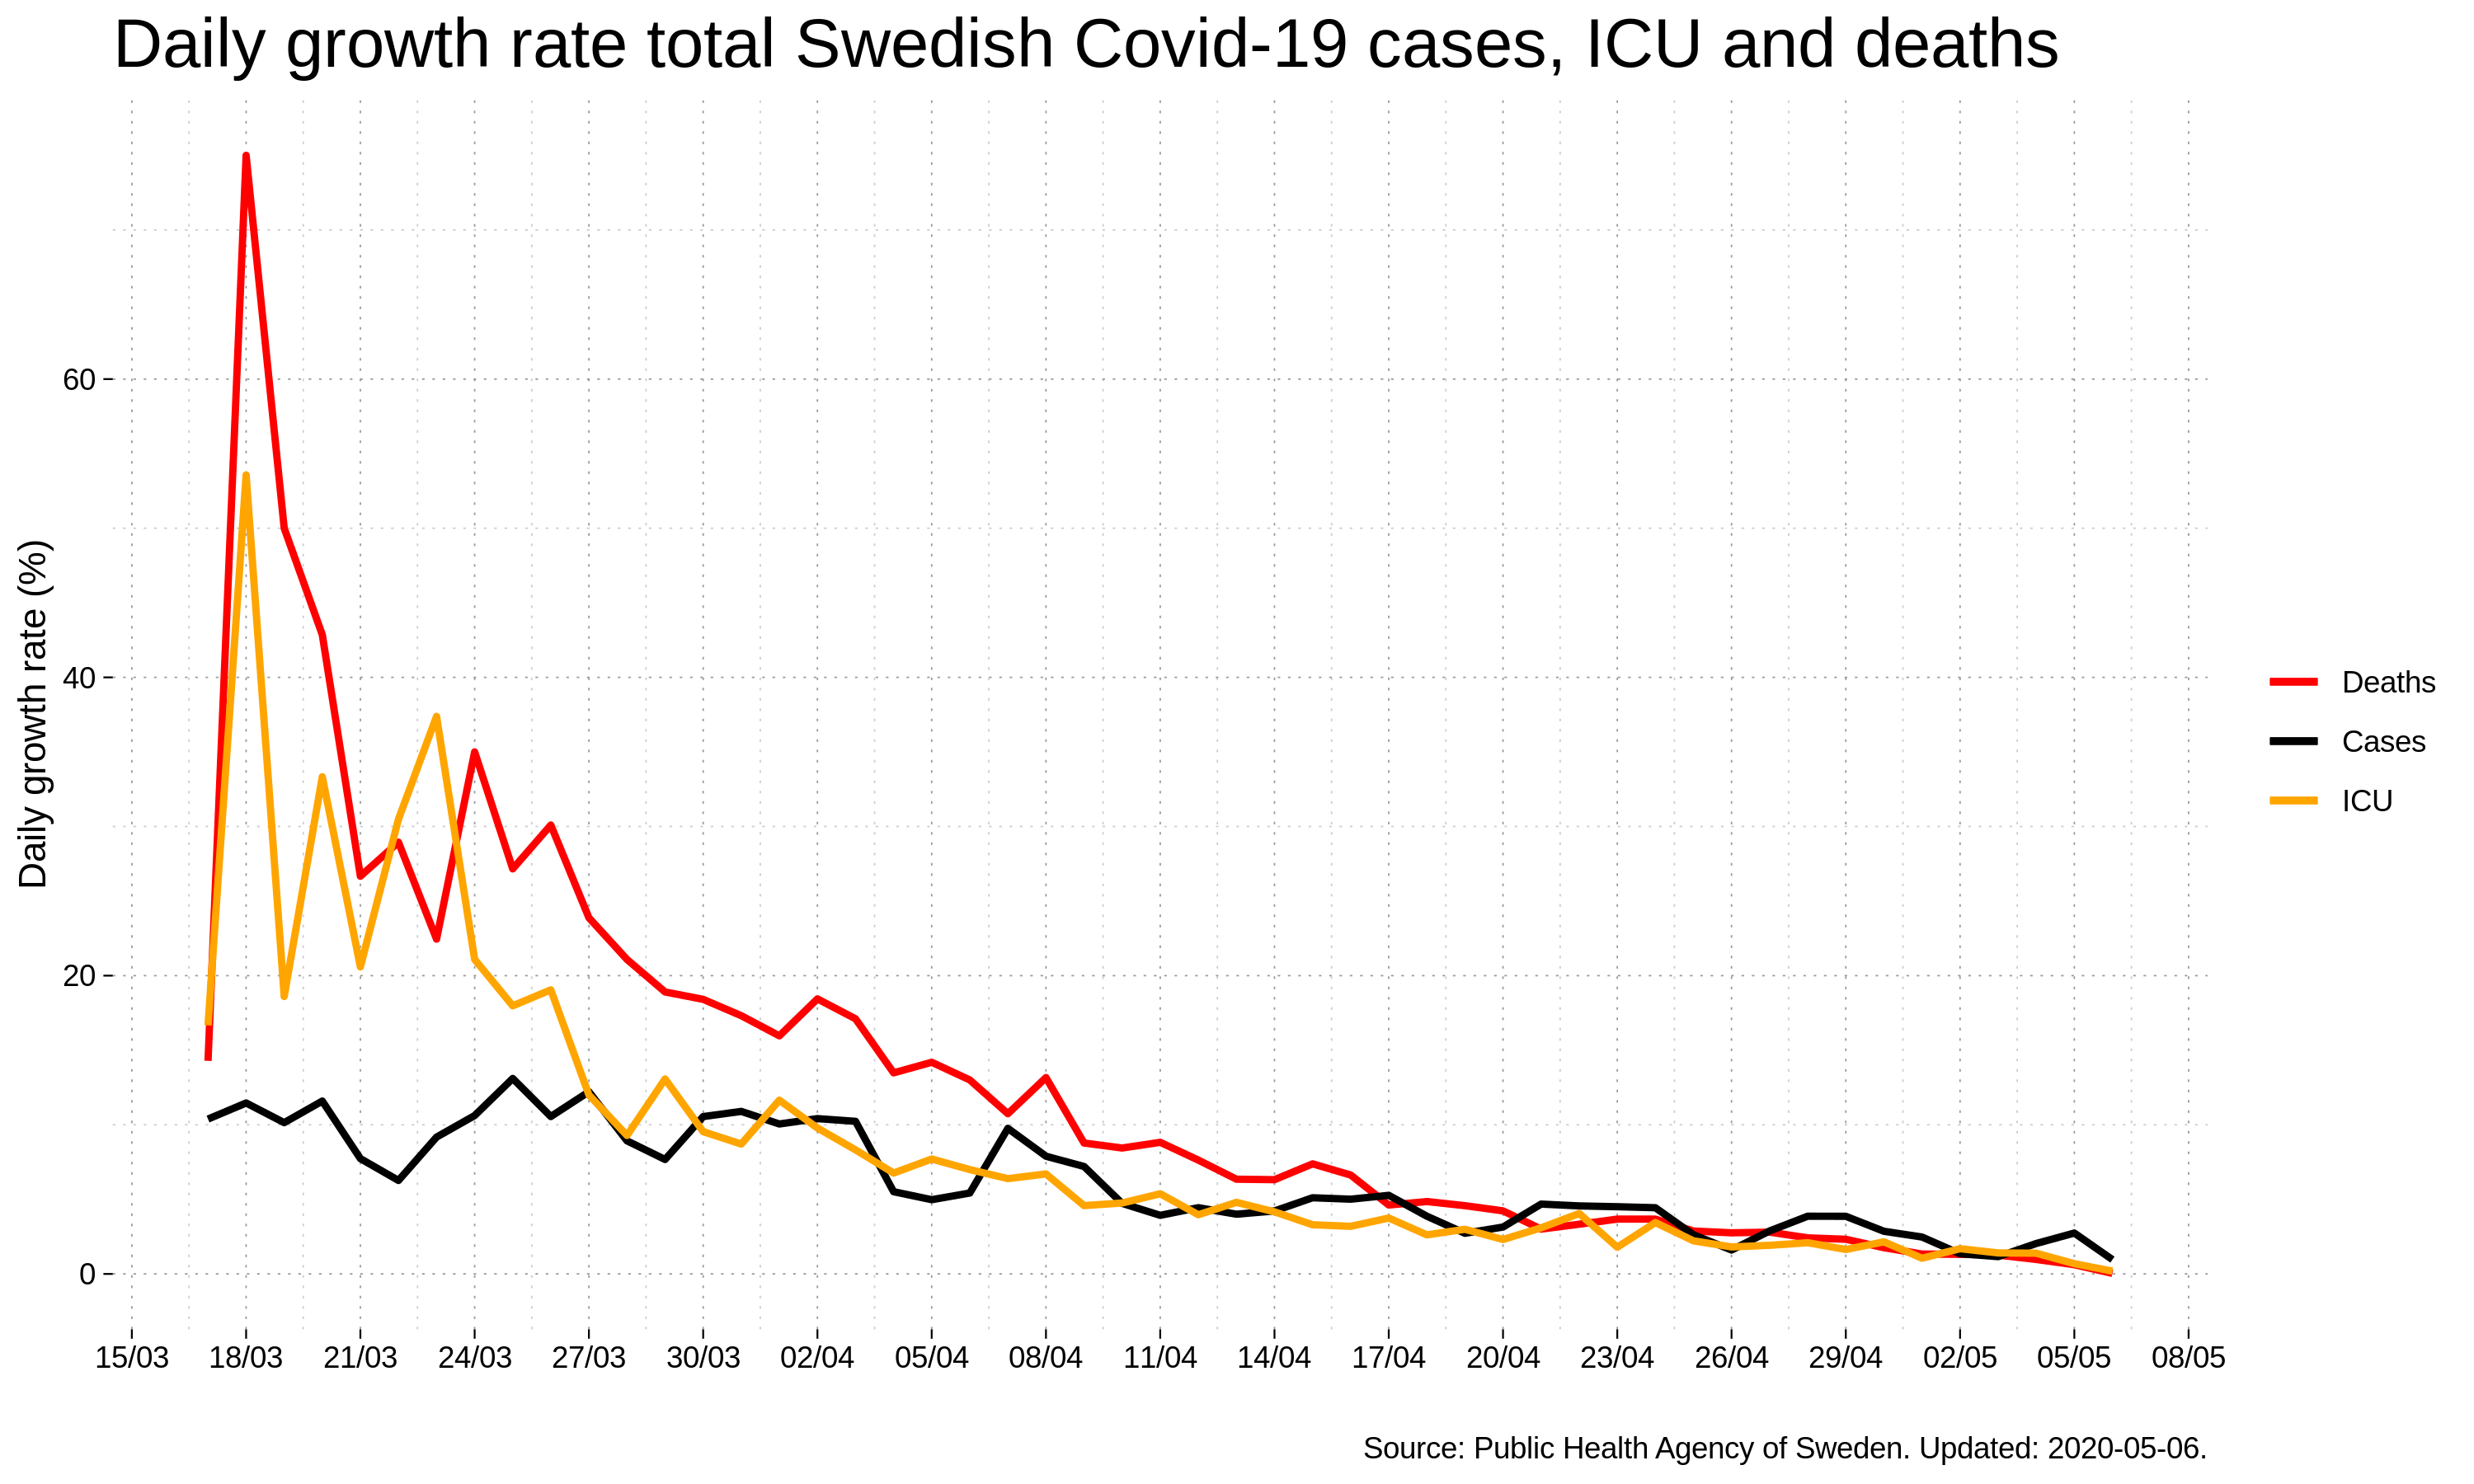 Daily growth rate total Swedish Covid-19 cases, ICU and deaths
Daily growth rate (%)
60
40
20
0
15/03 18/03 21/03 24/03 27/03 30/03 02/04 05/04 08/04 11/04 14/04 17/04 20/04 23/04 26/04 29/04 02/05 05/05 08/05
Deaths
Cases
ICU
Source: Public Health Agency of Sweden. Updated: 2020-05-06.